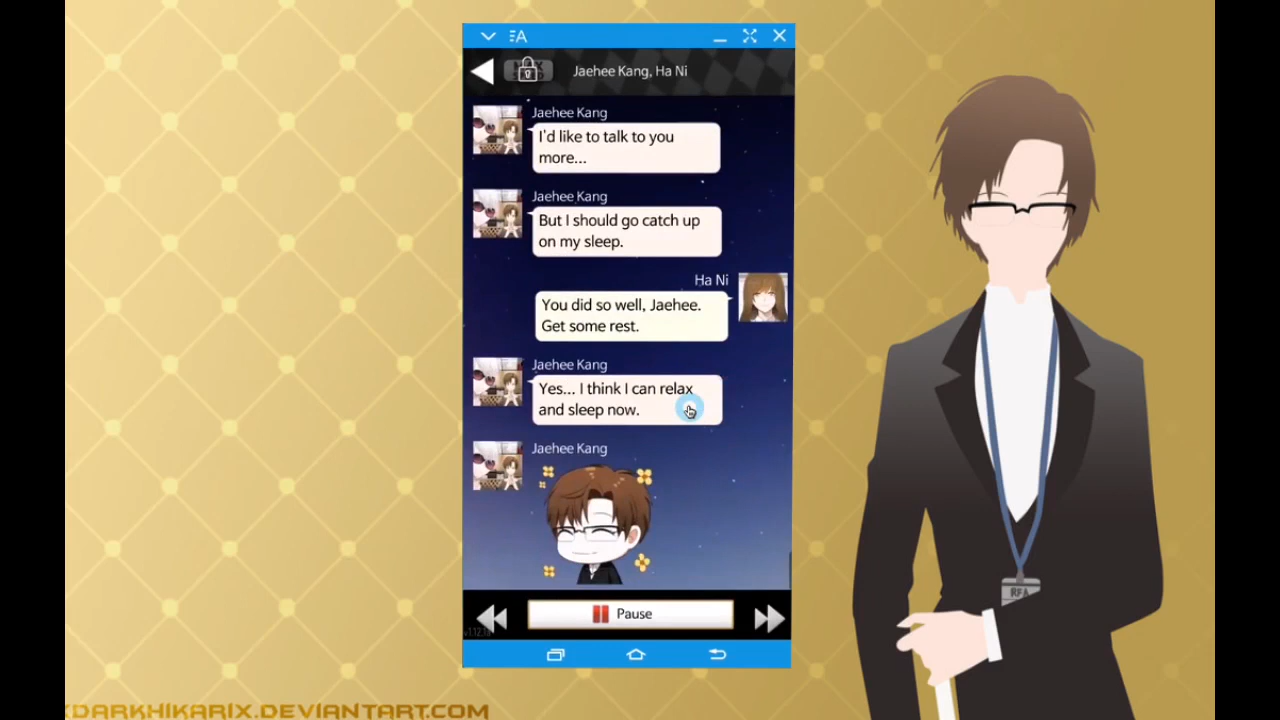 A
Jaehee Kang, Ha Ni
Jaehee Kang
I'd like to talk to you
more...
Jaehee Kang
But I should go catch up
on my sleep.
Ha Ni
You did so well, Jaehee.
Get some rest.
Jaehee Kang
Yes... I think I can relax
and sleep now.
Jaehee Kang
Pause
RFA
XDARKHIKARIX.DEVIANTART.COM